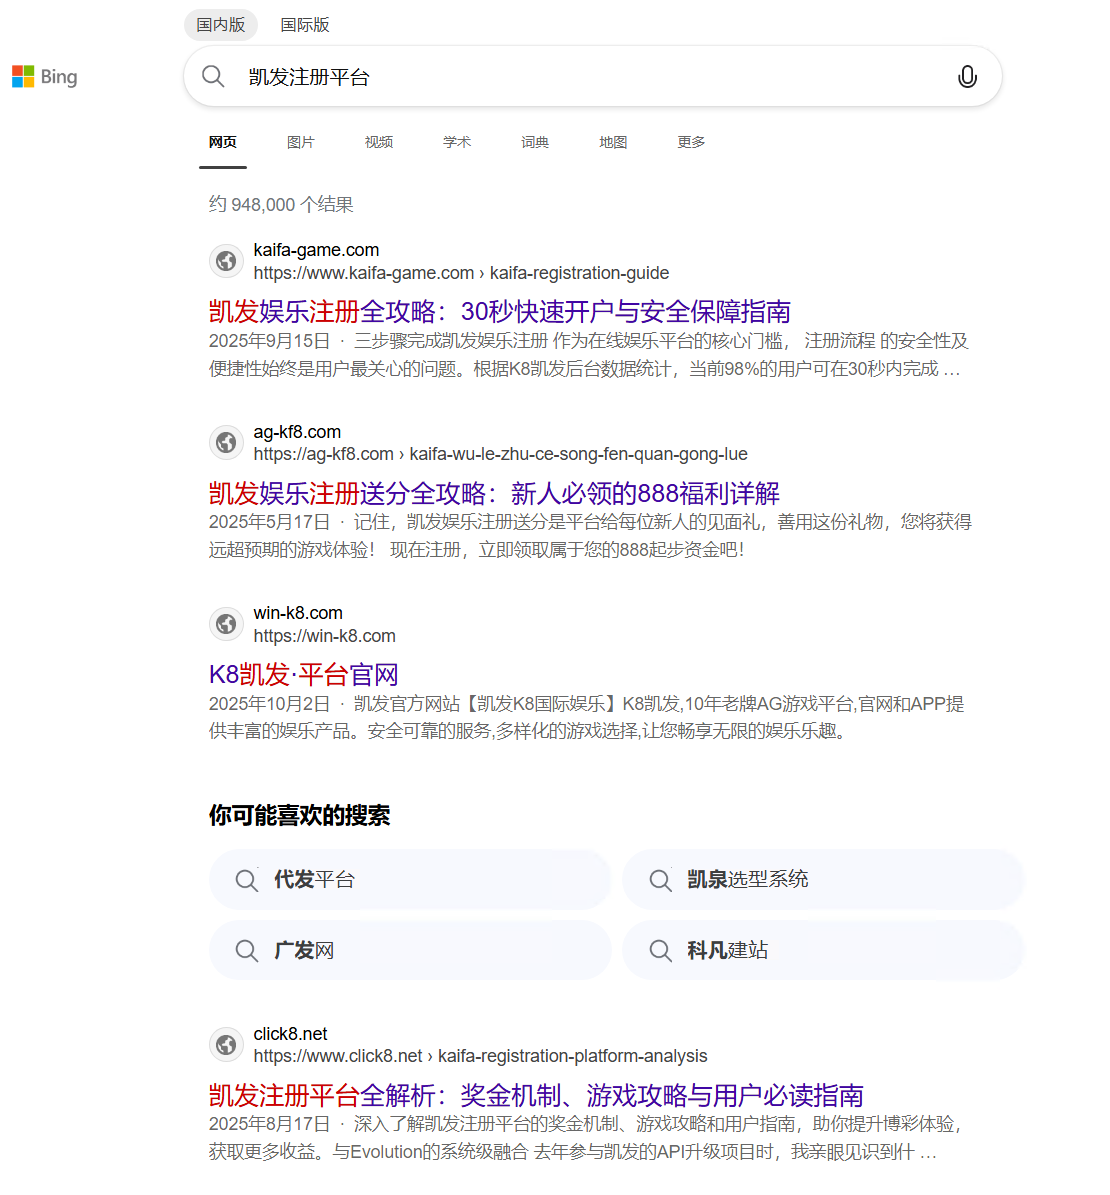 国内版 国际版
Bing
凯发注册平台
网页 图片 视频 学术 词典 地图 更多
约 948,000 个结果
kaifa-game.com
https://www.kaifa-game.com › kaifa-registration-guide
凯发娱乐注册全攻略：30秒快速开户与安全保障指南
2025年9月15日 · 三步骤完成凯发娱乐注册 作为在线娱乐平台的核心门槛， 注册流程 的安全性及
便捷性始终是用户最关心的问题。根据K8凯发后台数据统计，当前98%的用户可在30秒内完成 …
ag-kf8.com
https://ag-kf8.com › kaifa-wu-le-zhu-ce-song-fen-quan-gong-lue
凯发娱乐注册送分全攻略：新人必领的888福利详解
2025年5月17日 · 记住，凯发娱乐注册送分是平台给每位新人的见面礼，善用这份礼物，您将获得
远超预期的游戏体验！ 现在注册，立即领取属于您的888起步资金吧！
win-k8.com
https://win-k8.com
K8凯发·平台官网
2025年10月2日 · 凯发官方网站【凯发K8国际娱乐】K8凯发,10年老牌AG游戏平台,官网和APP提
供丰富的娱乐产品。安全可靠的服务,多样化的游戏选择,让您畅享无限的娱乐乐趣。
你可能喜欢的搜索
代发平台 凯泉选型系统
广发网 科凡建站
click8.net
https://www.click8.net › kaifa-registration-platform-analysis
凯发注册平台全解析：奖金机制、游戏攻略与用户必读指南
2025年8月17日 · 深入了解凯发注册平台的奖金机制、游戏攻略和用户指南，助你提升博彩体验，
获取更多收益。与Evolution的系统级融合 去年参与凯发的API升级项目时，我亲眼见识到什 …